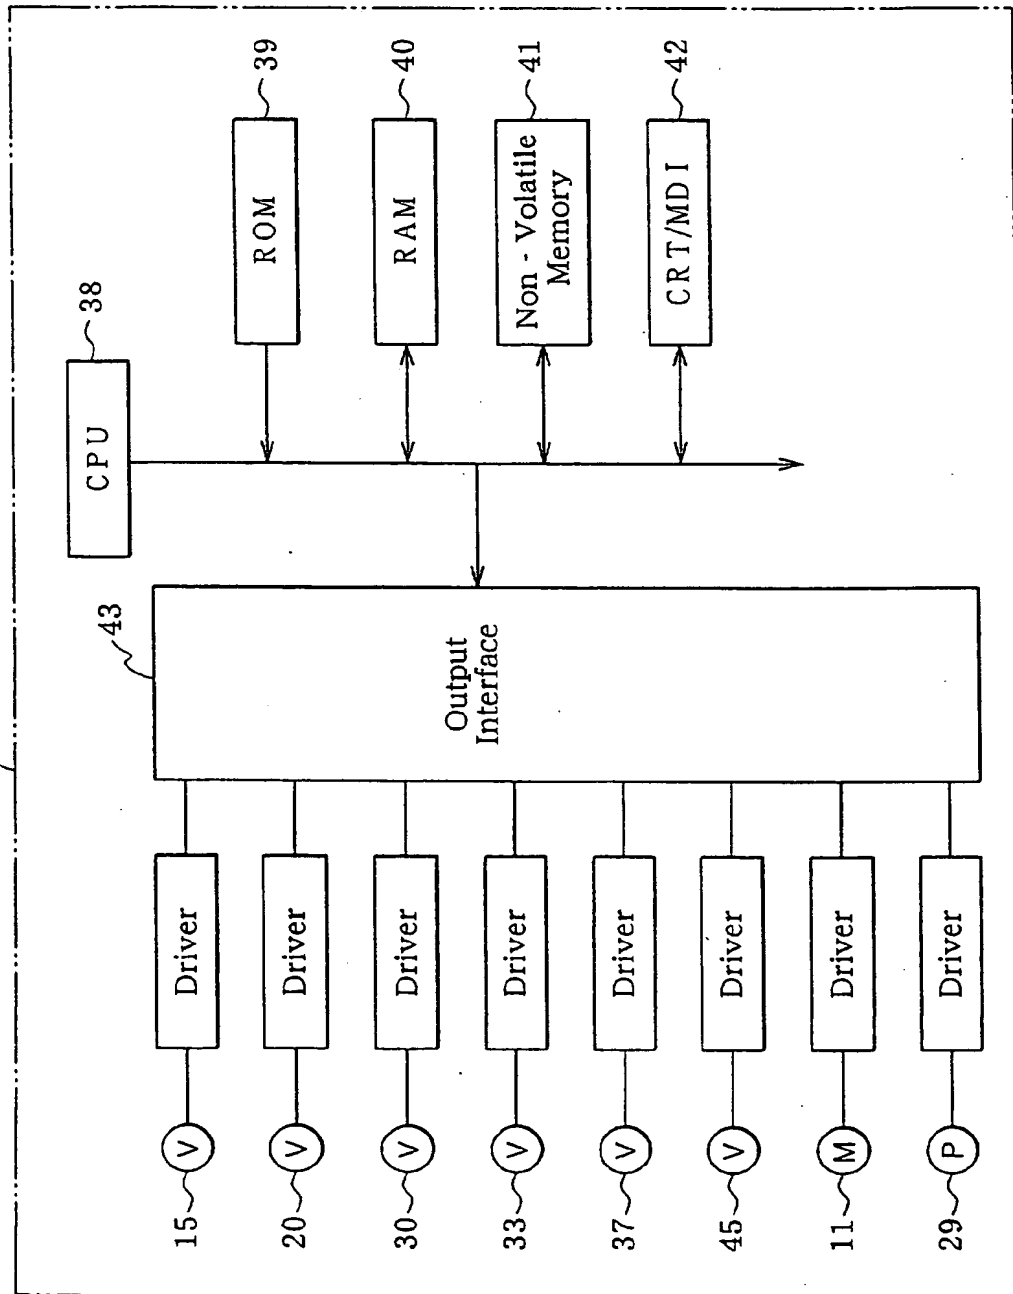 38
CPU
39
ROM
40
RAM
41
Non - Volatile
Memory
42
CRT/MDI
43
Output
Interface
Driver
V
15
Driver
V
20
Driver
V
30
Driver
V
33
Driver
V
37
Driver
V
45
Driver
M
11
Driver
P
29